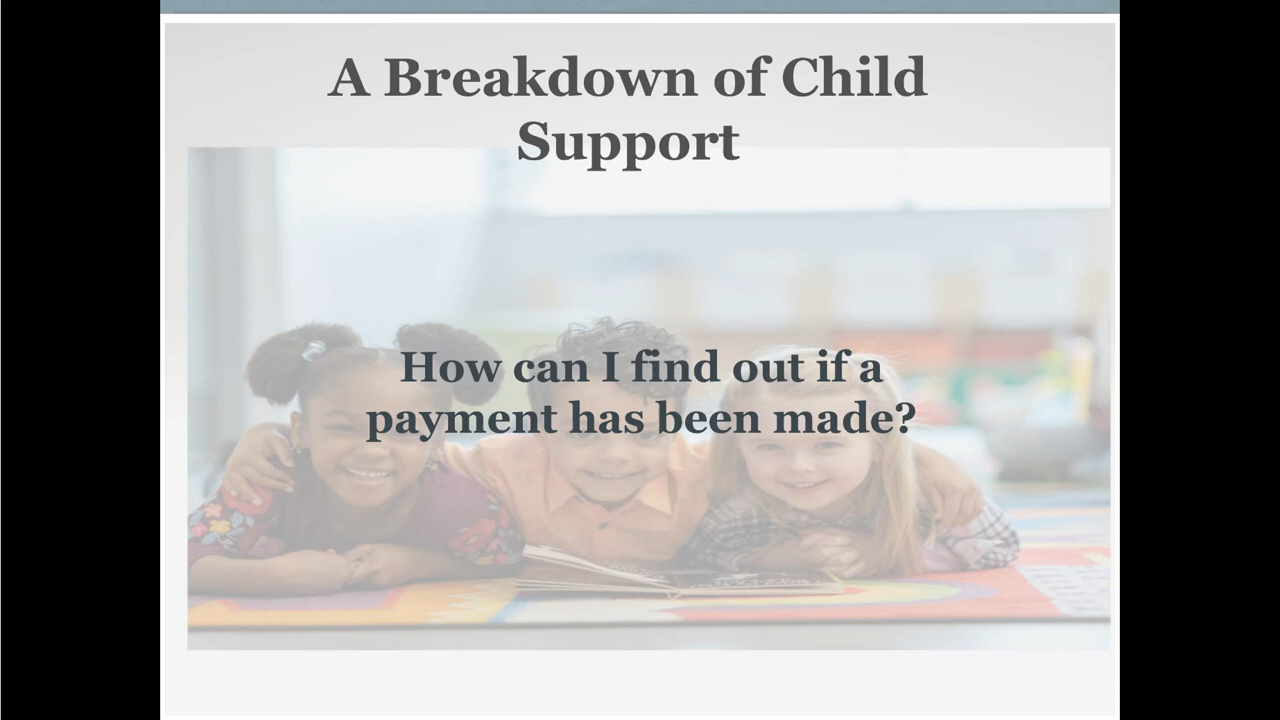 A Breakdown of Child
Support
How can I find out if a
payment has been made?